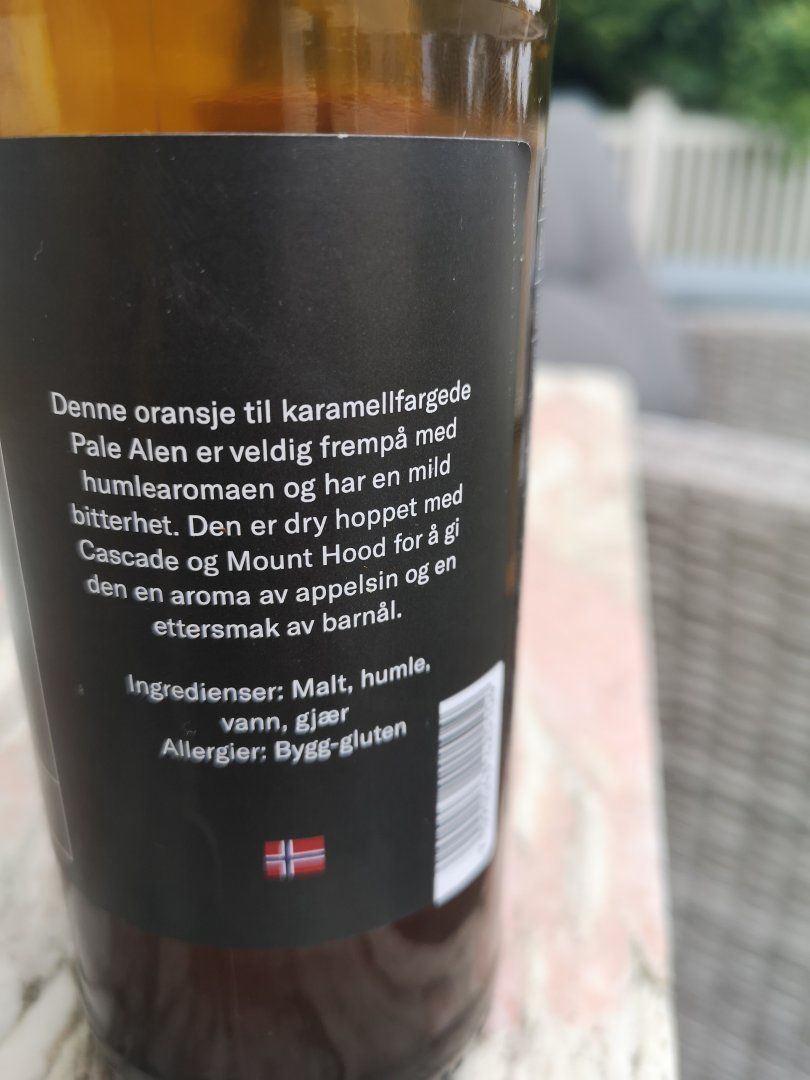 Denne oransje til karamellfargede
Pale Alen er veldig frempå med
humlearomaen og har en mild
bitterhet. Den er dry hoppet med
Cascade og Mount Hood for å gi
den en aroma av appelsin og en
ettersmak av barnål.
Ingredienser: Malt, humle,
vann, gjær
Allergier: Bygg-gluten